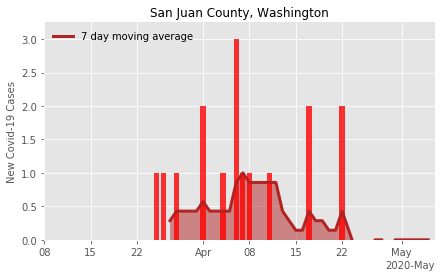 San Juan County, Washington
7 day moving average
New Covid-19 Cases
3.0
2.5
2.0
1.5
1.0
0.5
0.0
08 15 22 Apr 08 15 22 May
2020-May